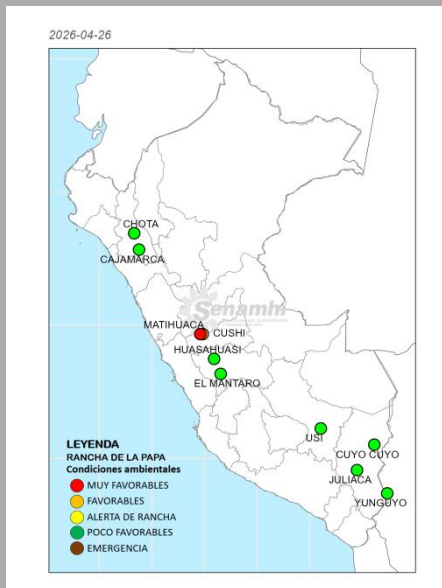 2026-04-26
CHOTA
CAJAMARCA
Senamhi
MATIHUACA
CUSHI
HUASAHUASI
EL MANTARO
USI
CUYO CUYO
JULIACA
YUNGUYO
LEYENDA
RANCHA DE LA PAPA
Condiciones ambientales
MUY FAVORABLES
FAVORABLES
ALERTA DE RANCHA
POCO FAVORABLES
EMERGENCIA